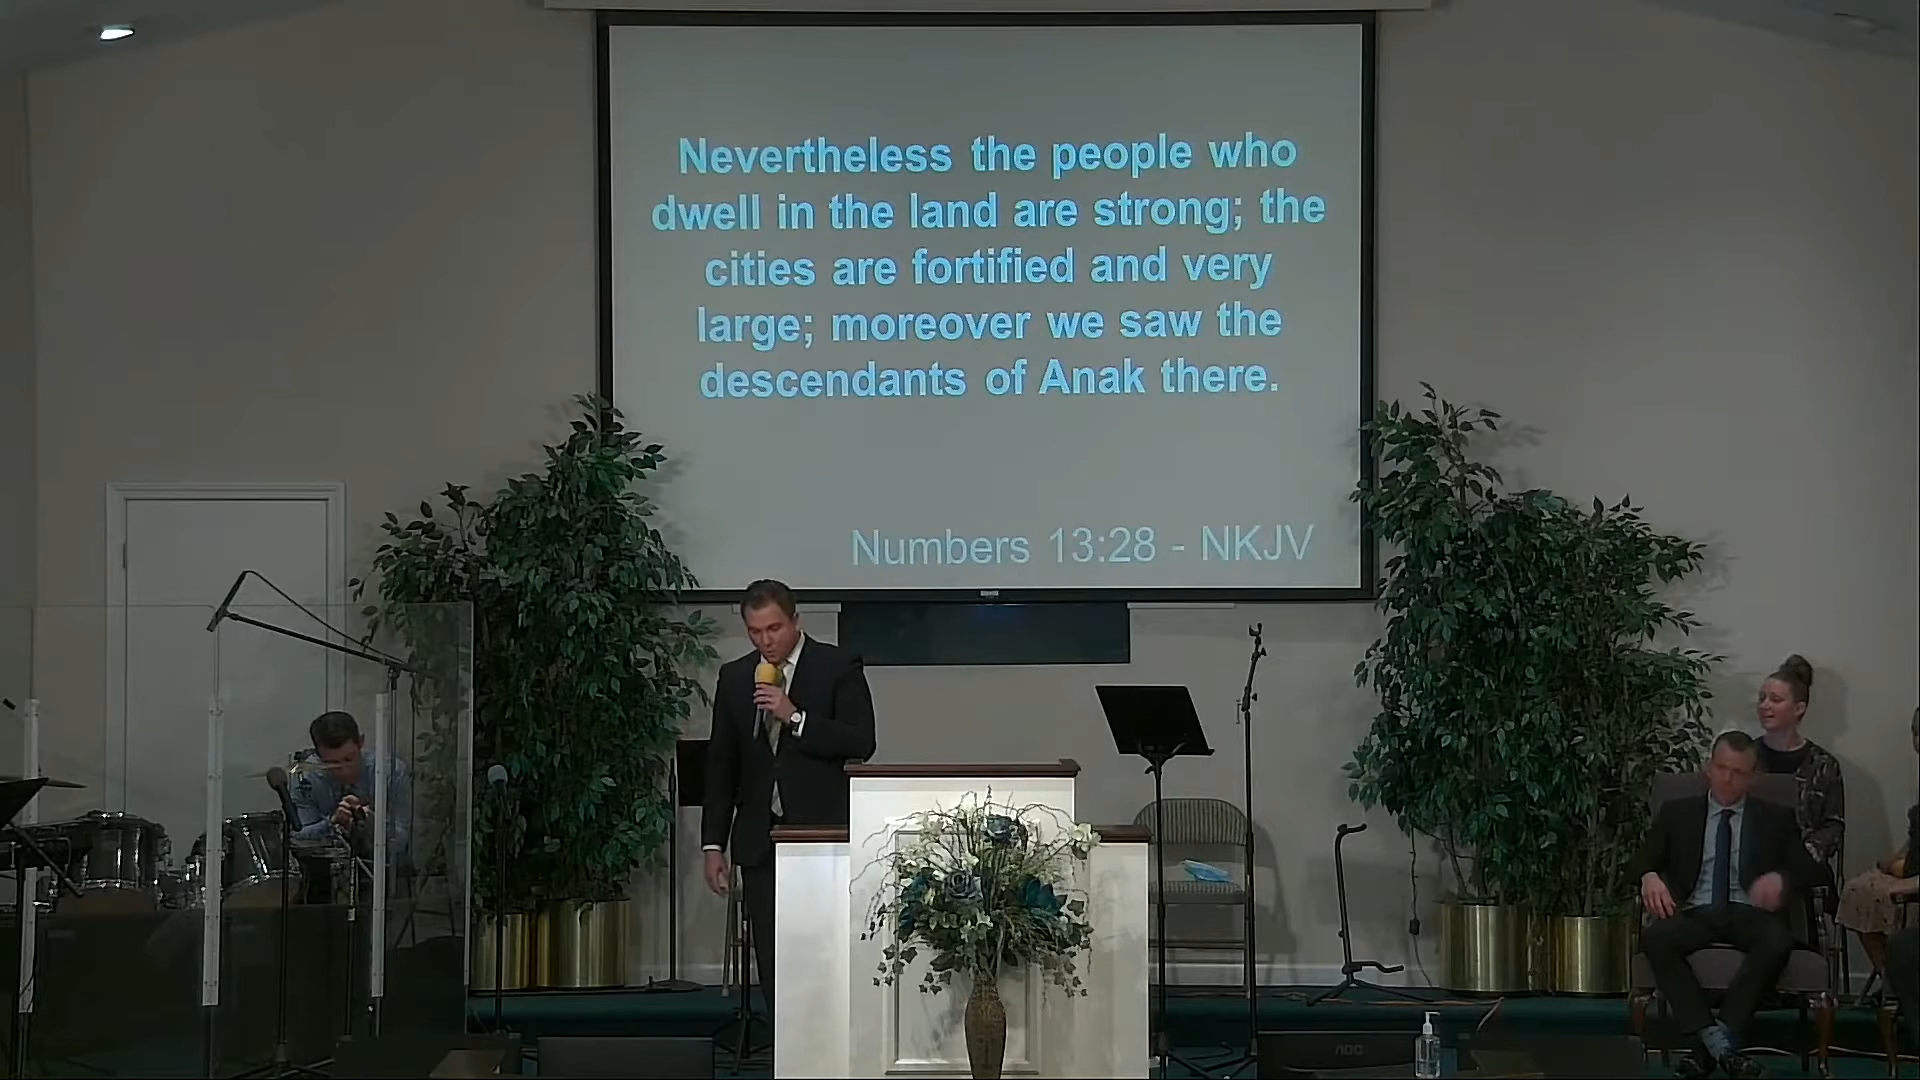 Nevertheless the people who
dwell in the land are strong; the
cities are fortified and very
large; moreover we saw the
descendants of Anak there.
Numbers 13:28 - NKJV
AOC